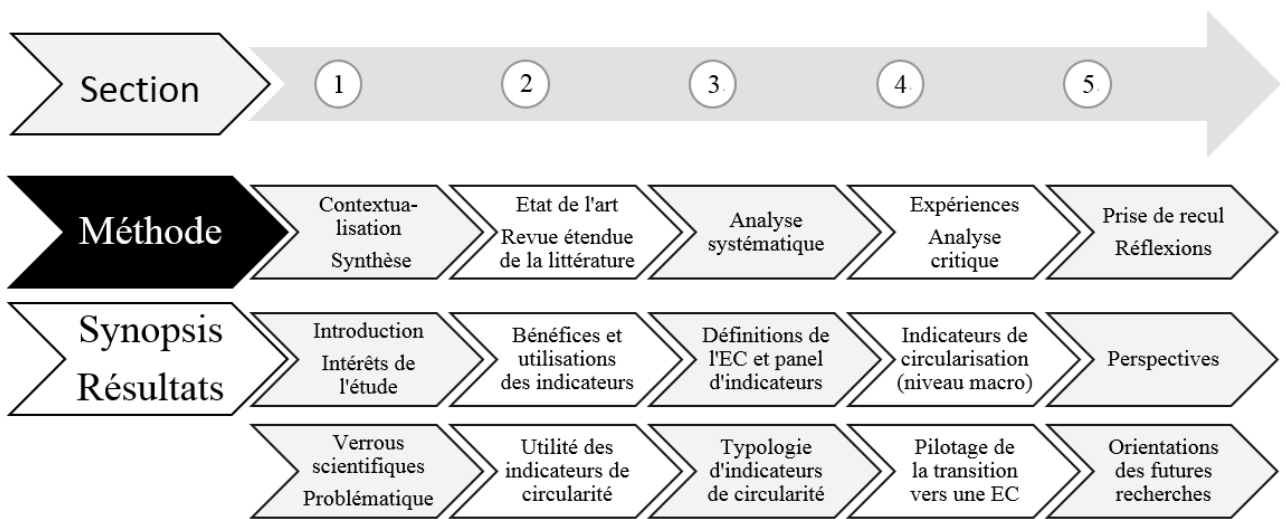 Section
1
2
3
4
5
Méthode
Contextua-
lisation
Synthèse
Etat de l'art
Revue étendue
de la littérature
Analyse
systématique
Expériences
Analyse
critique
Prise de recul
Réflexions
Synopsis
Résultats
Introduction
Intérêts de
l'étude
Bénéfices et
utilisations
des indicateurs
Définitions de
l'EC et panel
d'indicateurs
Indicateurs de
circularisation
(niveau macro)
Perspectives
Verrous
scientifiques
Problématique
Utilité des
indicateurs de
circularité
Typologie
d'indicateurs
de circularité
Pilotage de
la transition
vers une EC
Orientations
des futures
recherches